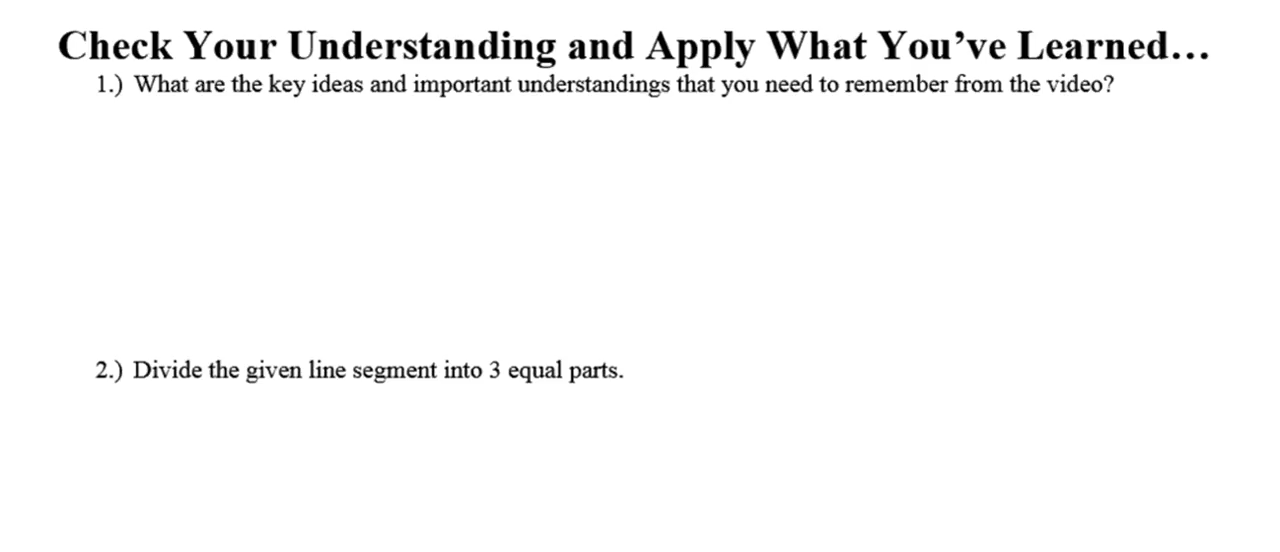 Check Your Understanding and Apply What You’ve Learned…
1.) What are the key ideas and important understandings that you need to remember from the video?
2.) Divide the given line segment into 3 equal parts.